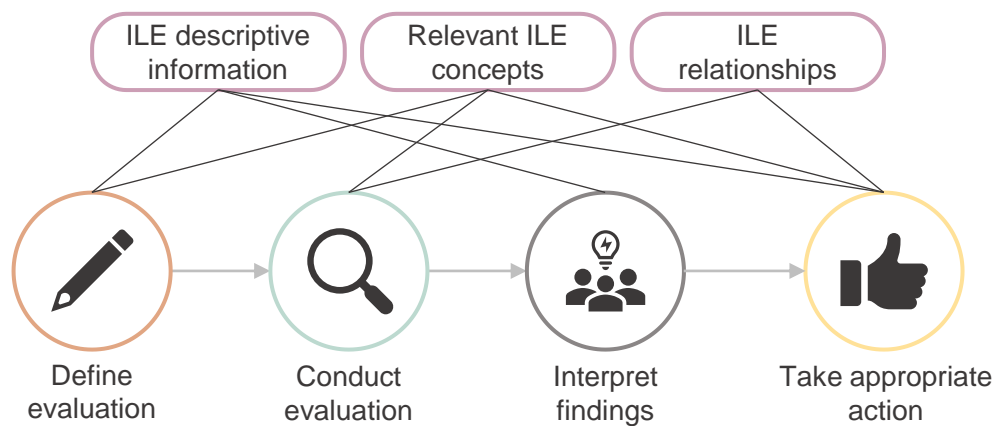 ILE descriptive
information
Relevant ILE
concepts
ILE
relationships
Define
evaluation
Conduct
evaluation
Interpret
findings
Take appropriate
action